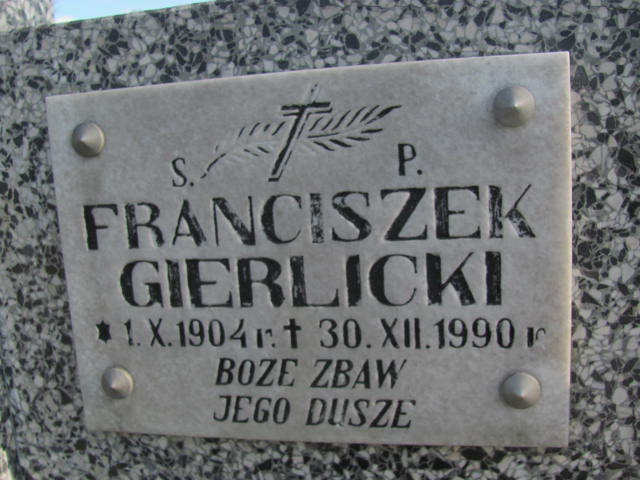 S. P.
FRANCISZEK
GIERLICKI
* 1. X. 1904 r. † 30. XII. 1990 r.
BOZE ZBAW
JEGO DUSZE